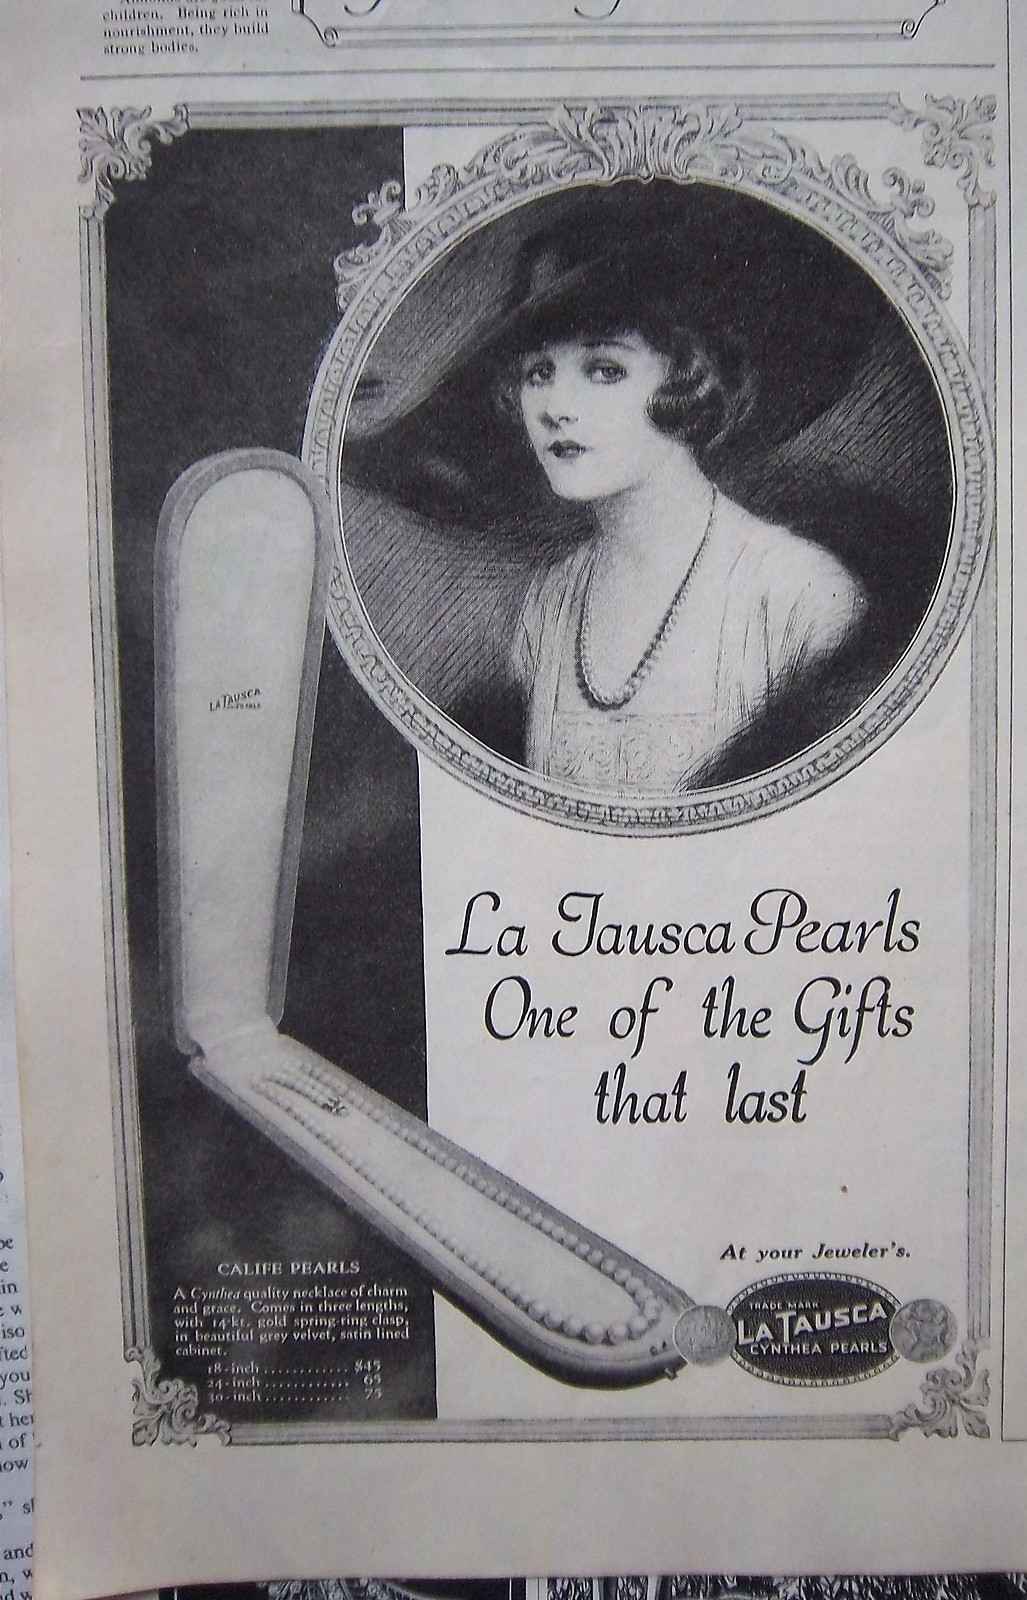 children. Being rich in
nourishment, they build
strong bodies.
LA TAUSCA
PEARLS
La Tausca Pearls
One of the Gifts
that last
At your Jeweler's.
TRADE MARK
LA TAUSCA
CYNTHEA PEARLS
CALIFE PEARLS
A Cynthea quality necklace of charm
and grace. Comes in three lengths,
with 14 kt. gold spring-ring clasp,
in beautiful grey velvet, satin lined
cabinet.
18-inch ............ $45
24-inch ............ 65
30-inch ............ 75
and